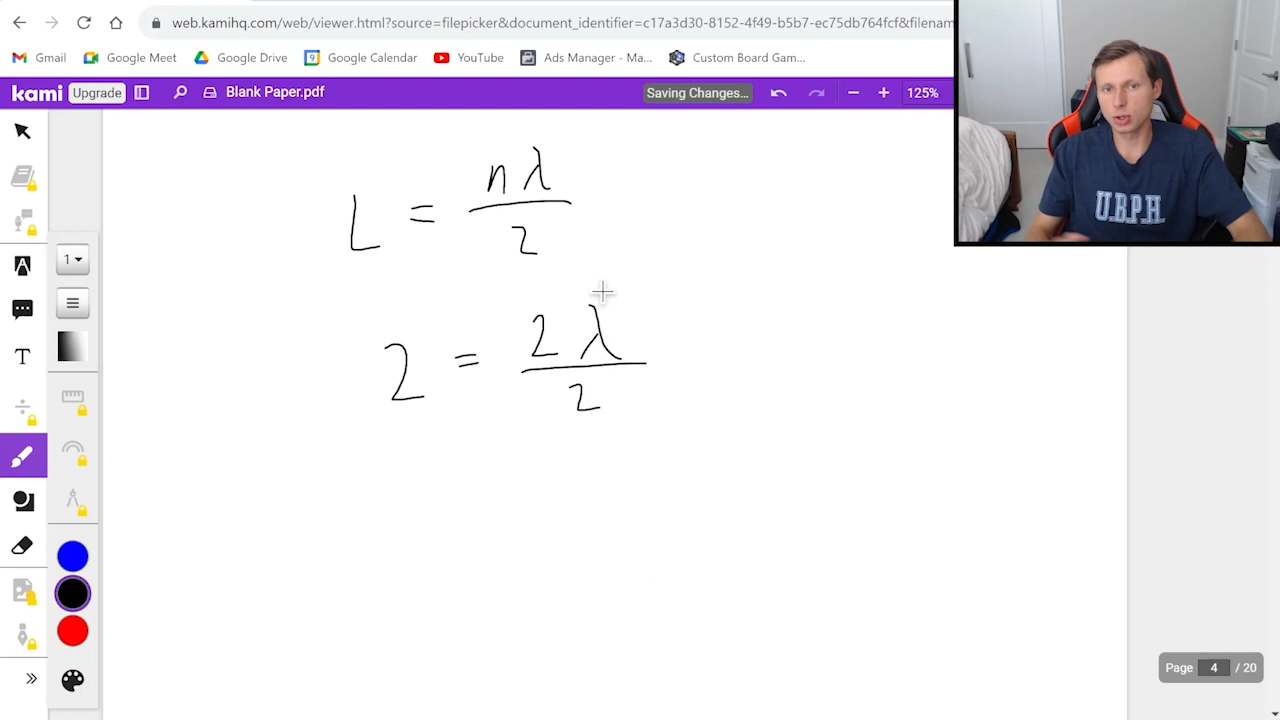 web.kamihq.com/web/viewer.html?source=filepicker&document_identifier=c17a3d30-8152-4f49-b5b7-ec75db764fcf&filenam
Gmail Google Meet Google Drive 9 Google Calendar YouTube Ads Manager - Ma... Custom Board Gam...
kami Upgrade Blank Paper.pdf Saving Changes... 125%
L = nλ/2
U.B.P.H.
1
2 = 2λ/2
A
T
Page 4 / 20